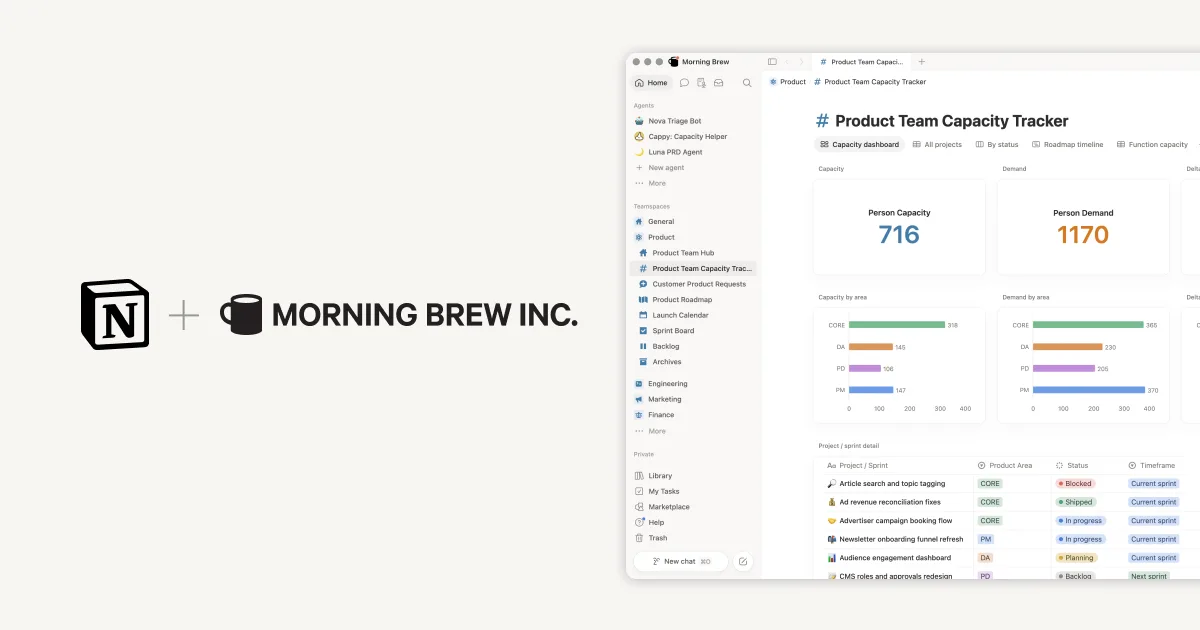 N
MORNING BREW INC.
Morning Brew
Product Team Capaci...
Home
Product
Product Team Capacity Tracker
Agents
Nova Triage Bot
Cappy: Capacity Helper
Luna PRD Agent
New agent
More
Teamspaces
General
Product
Product Team Hub
Product Team Capacity Trac...
Customer Product Requests
Product Roadmap
Launch Calendar
Sprint Board
Backlog
Archives
Engineering
Marketing
Finance
More
Private
Library
My Tasks
Marketplace
Help
Trash
New chat ⌘O
# Product Team Capacity Tracker
Capacity dashboard All projects By status Roadmap timeline Function capacity
Capacity
Person Capacity
716
Demand
Person Demand
1170
Delta
Capacity by area
CORE 318
DA 145
PD 106
PM 147
0 100 200 300 400
Demand by area
CORE 365
DA 230
PD 205
PM 370
0 100 200 300 400
Project / sprint detail
Aa Project / Sprint Product Area Status Timeframe
Article search and topic tagging CORE Blocked Current sprint
Ad revenue reconciliation fixes CORE Shipped Current sprint
Advertiser campaign booking flow CORE In progress Current sprint
Newsletter onboarding funnel refresh PM In progress Current sprint
Audience engagement dashboard DA Planning Current sprint
CMS roles and approvals redesign PD Backlog Next sprint